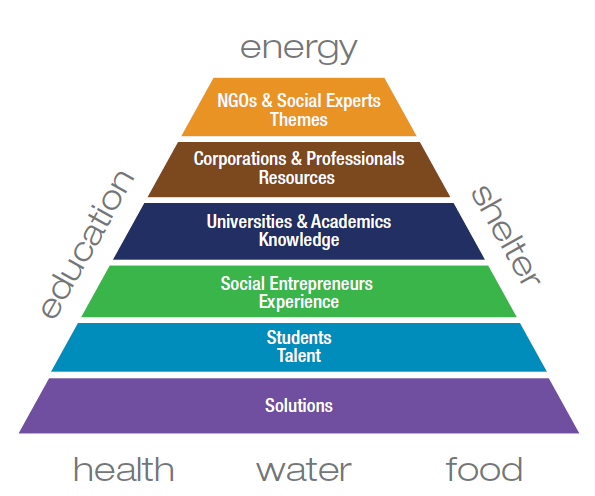 energy
NGOs & Social Experts
Themes
Corporations & Professionals
Resources
education
shelter
Universities & Academics
Knowledge
Social Entrepreneurs
Experience
Students
Talent
Solutions
health water food